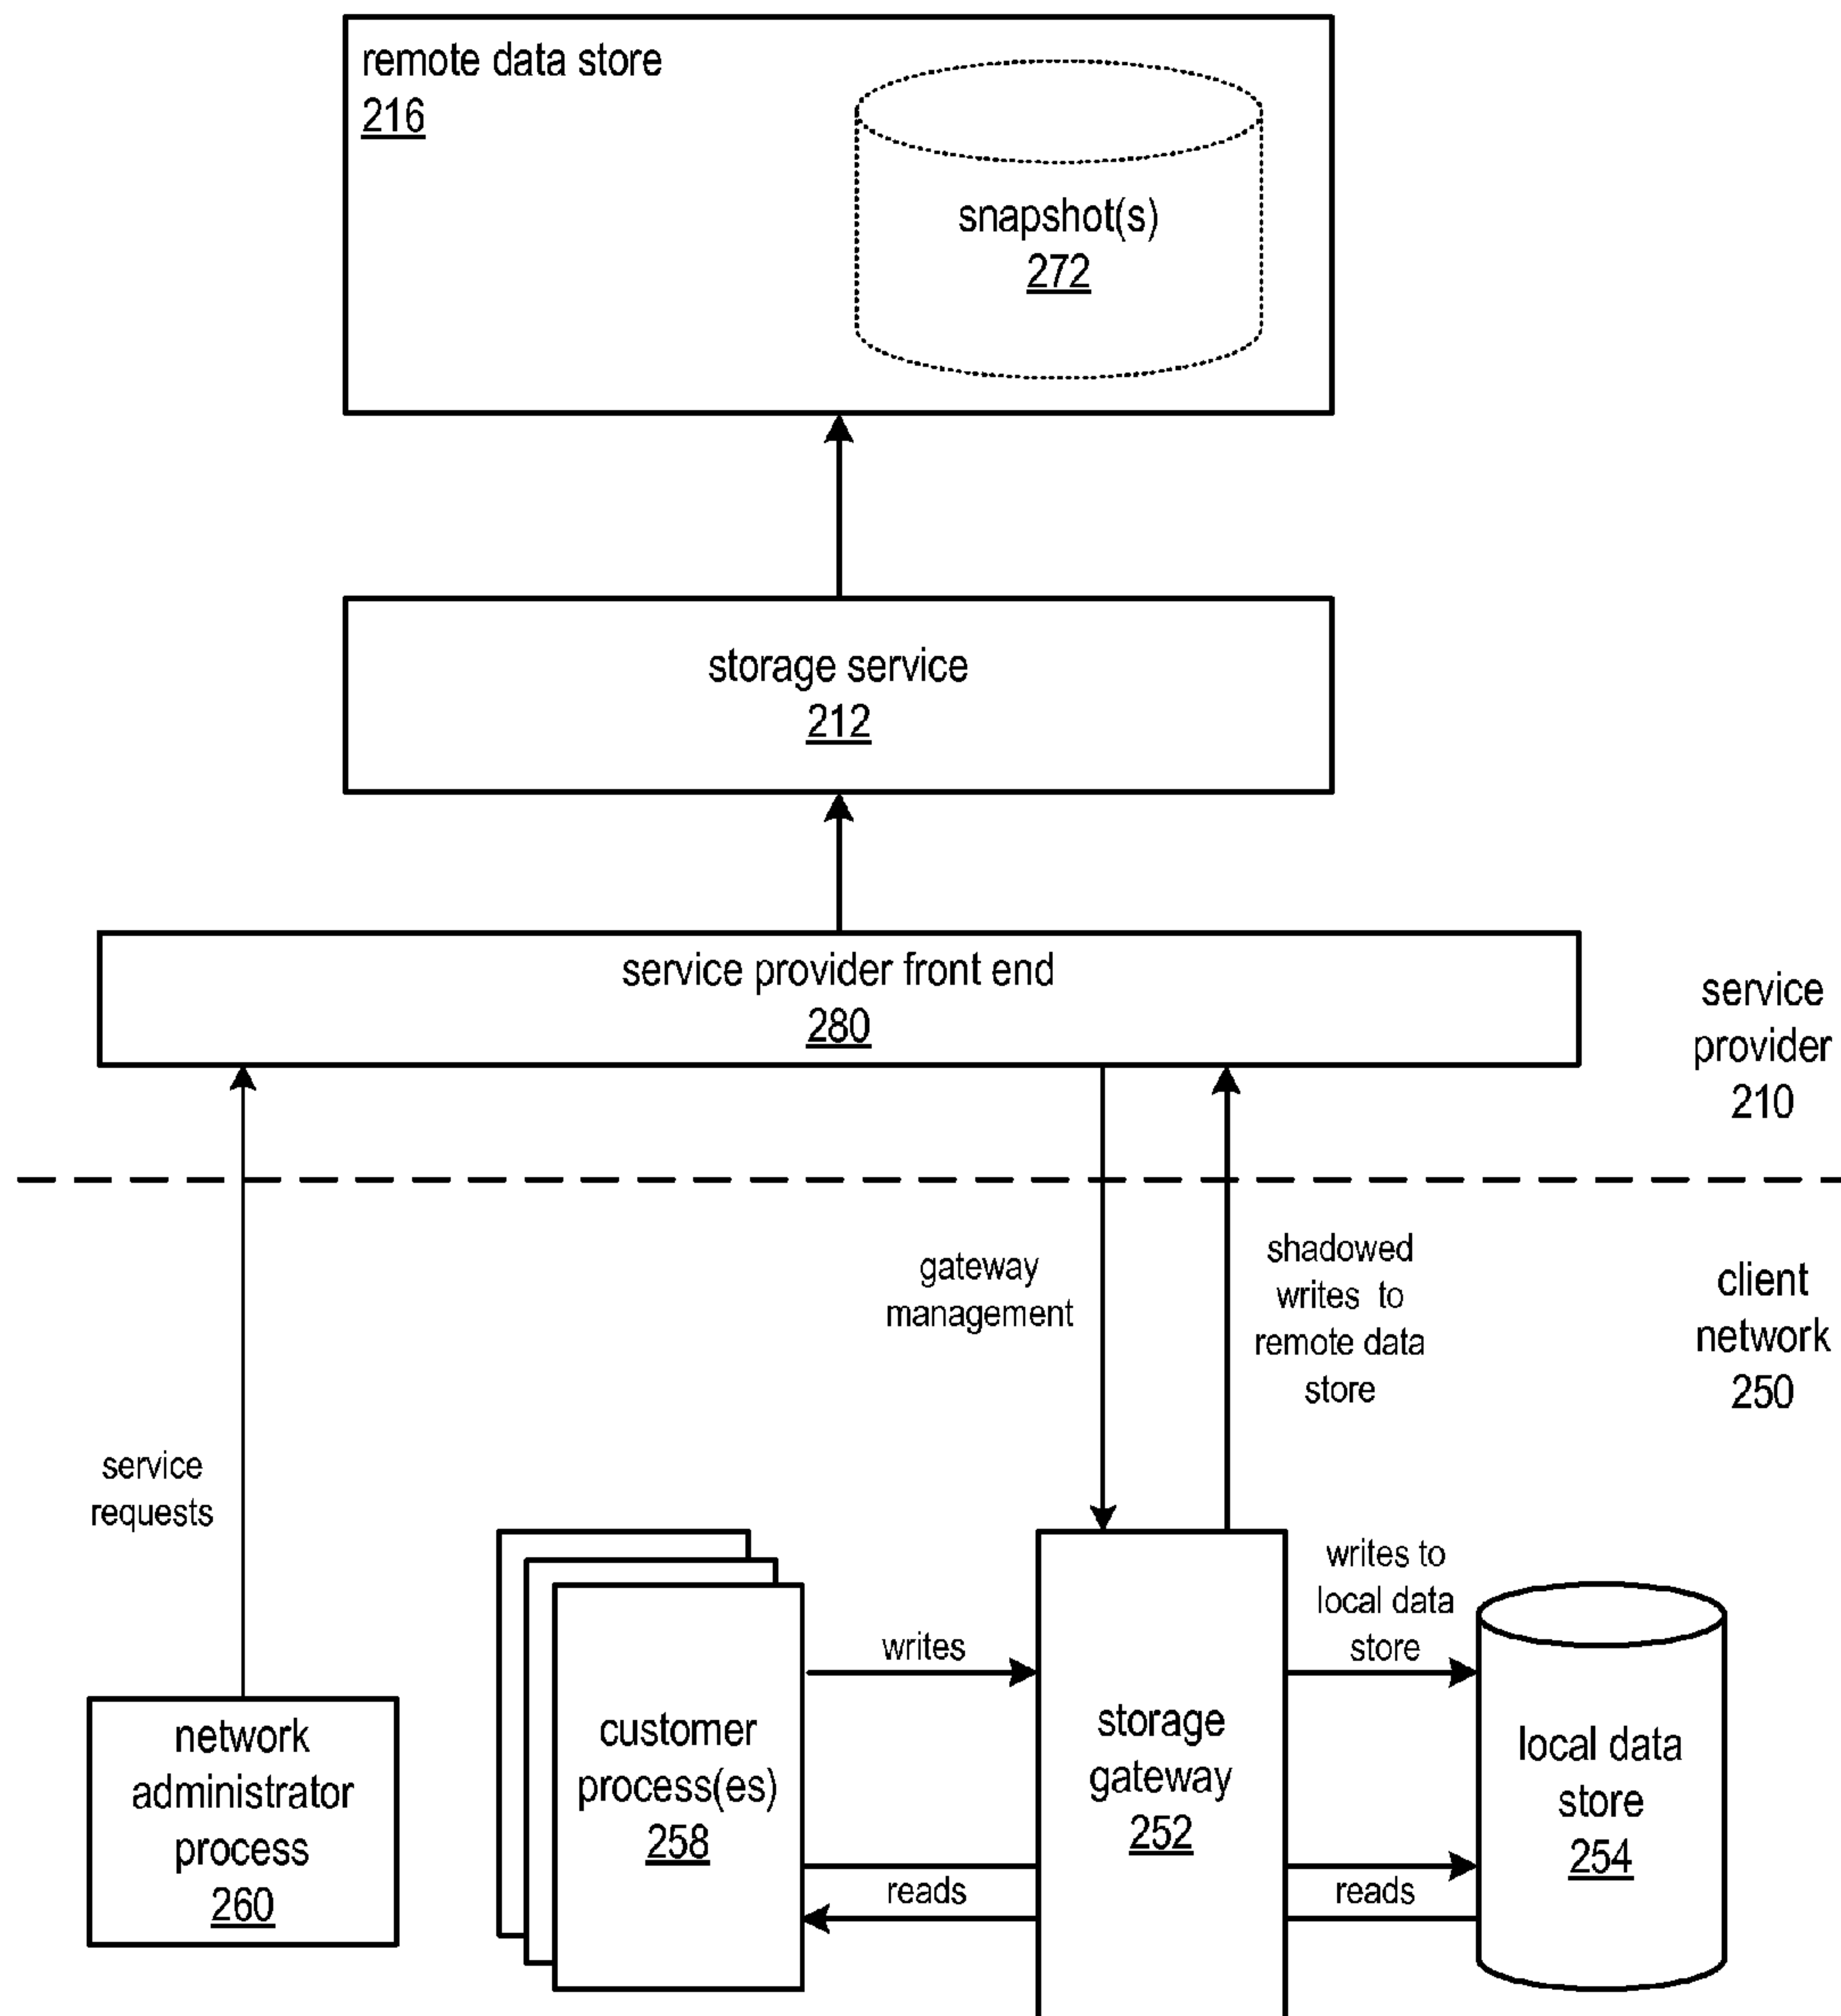 remote data store
216
snapshot(s)
272
storage service
212
service provider front end
280
service
provider
210
gateway
management
shadowed
writes to
remote data
store
client
network
250
service
requests
network
administrator
process
260
customer
process(es)
258
writes
reads
storage
gateway
252
writes to
local data
store
reads
local data
store
254